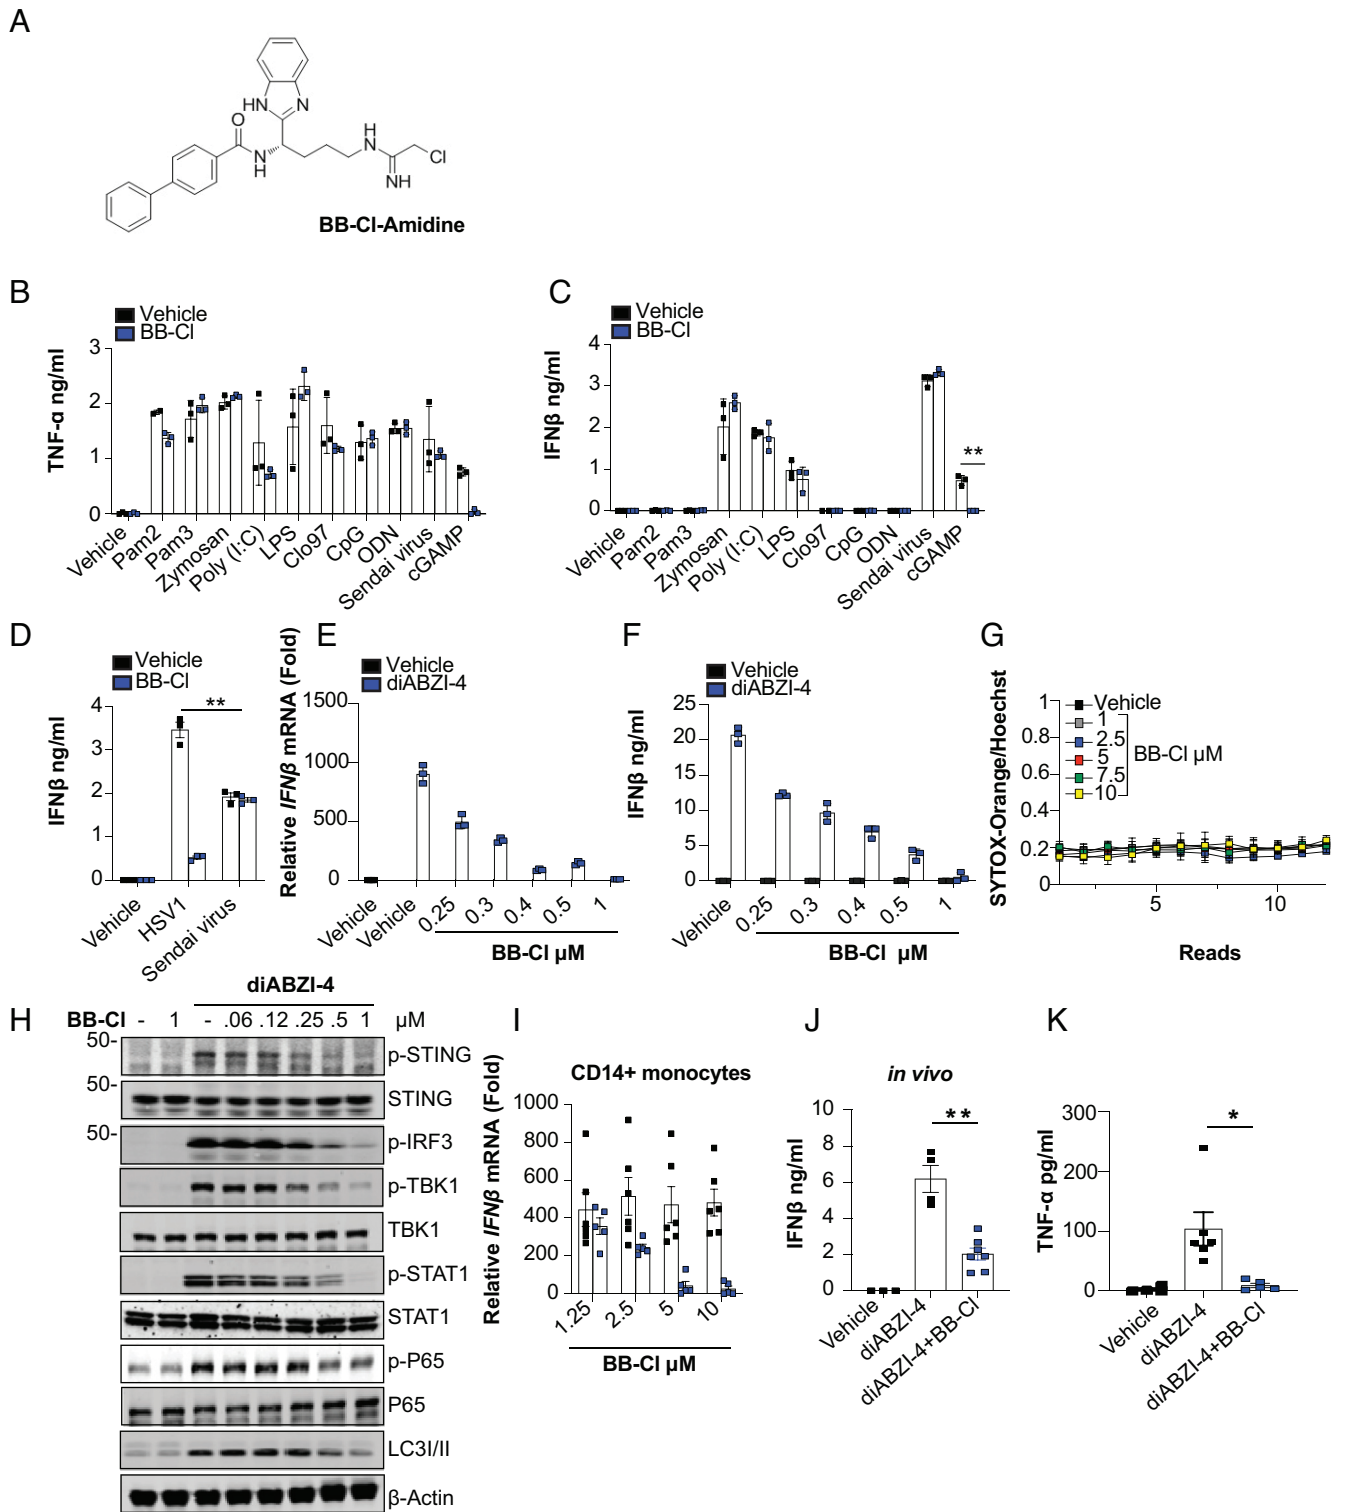 A
HN
N
O
N
H
H
N
Cl
NH
BB-Cl-Amidine
B
Vehicle
BB-Cl
TNF-α ng/ml
3
2
1
0
Vehicle
Pam2
Pam3
Zymosan
Poly (I:C)
LPS
Clo97
CpG
ODN
Sendai virus
cGAMP
C
Vehicle
BB-Cl
IFNβ ng/ml
4
3
2
1
0
**
Vehicle
Pam2
Pam3
Zymosan
Poly (I:C)
LPS
Clo97
CpG
ODN
Sendai virus
cGAMP
D
Vehicle
BB-Cl
IFNβ ng/ml
4
3
2
1
0
**
Vehicle
HSV1
Sendai virus
E
Vehicle
diABZI-4
Relative IFNβ mRNA (Fold)
1500
1000
500
0
Vehicle
Vehicle
0.25
0.3
0.4
0.5
1
BB-Cl μM
F
Vehicle
diABZI-4
IFNβ ng/ml
25
20
15
10
5
0
Vehicle
0.25
0.3
0.4
0.5
1
BB-Cl μM
G
SYTOX-Orange/Hoechst
1
0.8
0.6
0.4
0.2
0
Vehicle
1
2.5
5
7.5
10
BB-Cl μM
5
10
Reads
H
diABZI-4
BB-Cl - 1 - .06 .12 .25 .5 1 μM
50-
p-STING
50-
STING
50-
p-IRF3
p-TBK1
TBK1
p-STAT1
STAT1
p-P65
P65
LC3I/II
β-Actin
I
CD14+ monocytes
Relative IFNβ mRNA (Fold)
1000
800
600
400
200
0
1.25
2.5
5
10
BB-Cl μM
J
in vivo
IFNβ ng/ml
10
8
6
4
2
0
**
Vehicle
diABZI-4
diABZI-4+BB-Cl
K
TNF-α pg/ml
300
200
100
0
*
Vehicle
diABZI-4
diABZI-4+BB-Cl